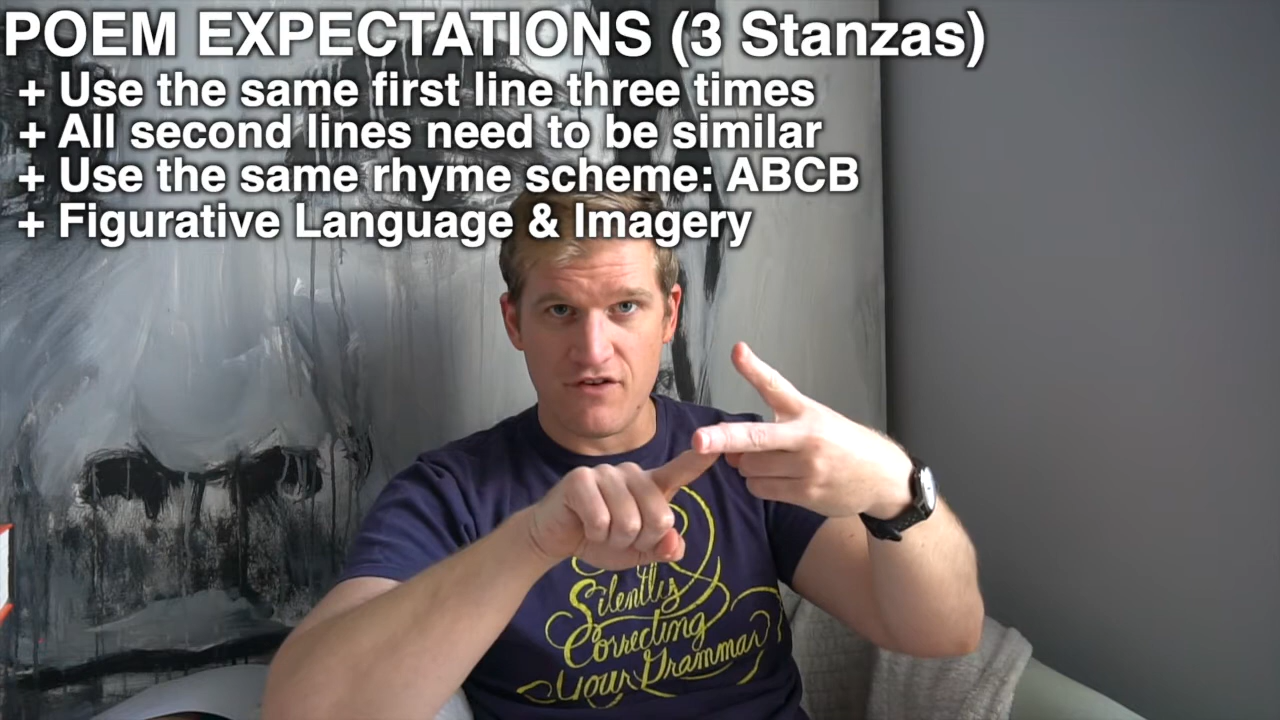 POEM EXPECTATIONS (3 Stanzas)
+ Use the same first line three times
+ All second lines need to be similar
+ Use the same rhyme scheme: ABCB
+ Figurative Language & Imagery
Silently
Correcting
Your Grammar